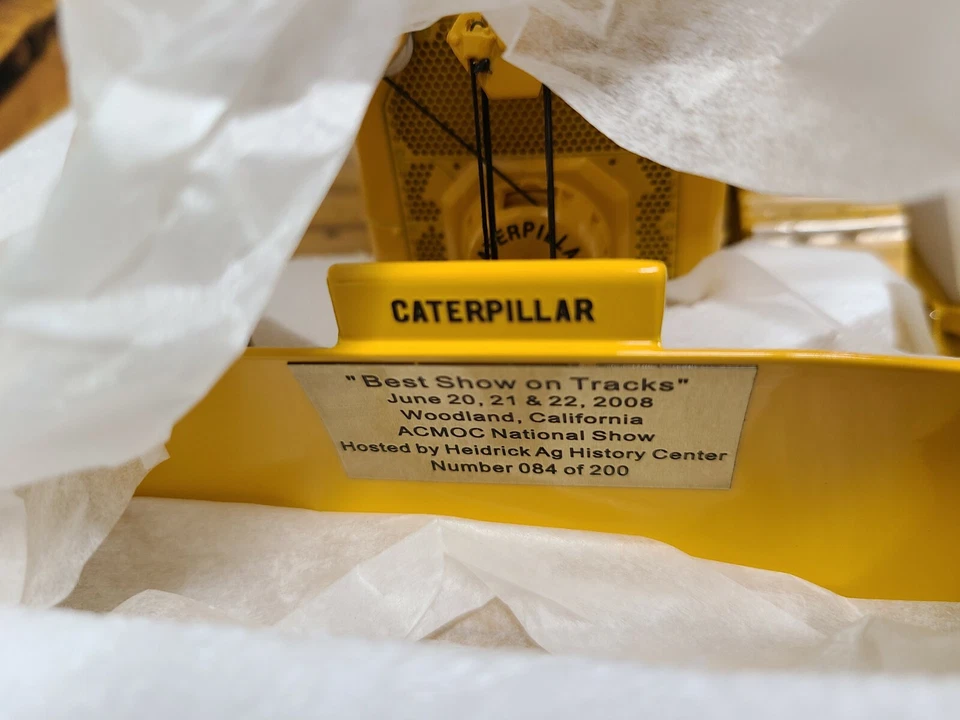 CATERPILLAR
CATERPILLAR
"Best Show on Tracks"
June 20, 21 & 22, 2008
Woodland, California
ACMOC National Show
Hosted by Heidrick Ag History Center
Number 084 of 200